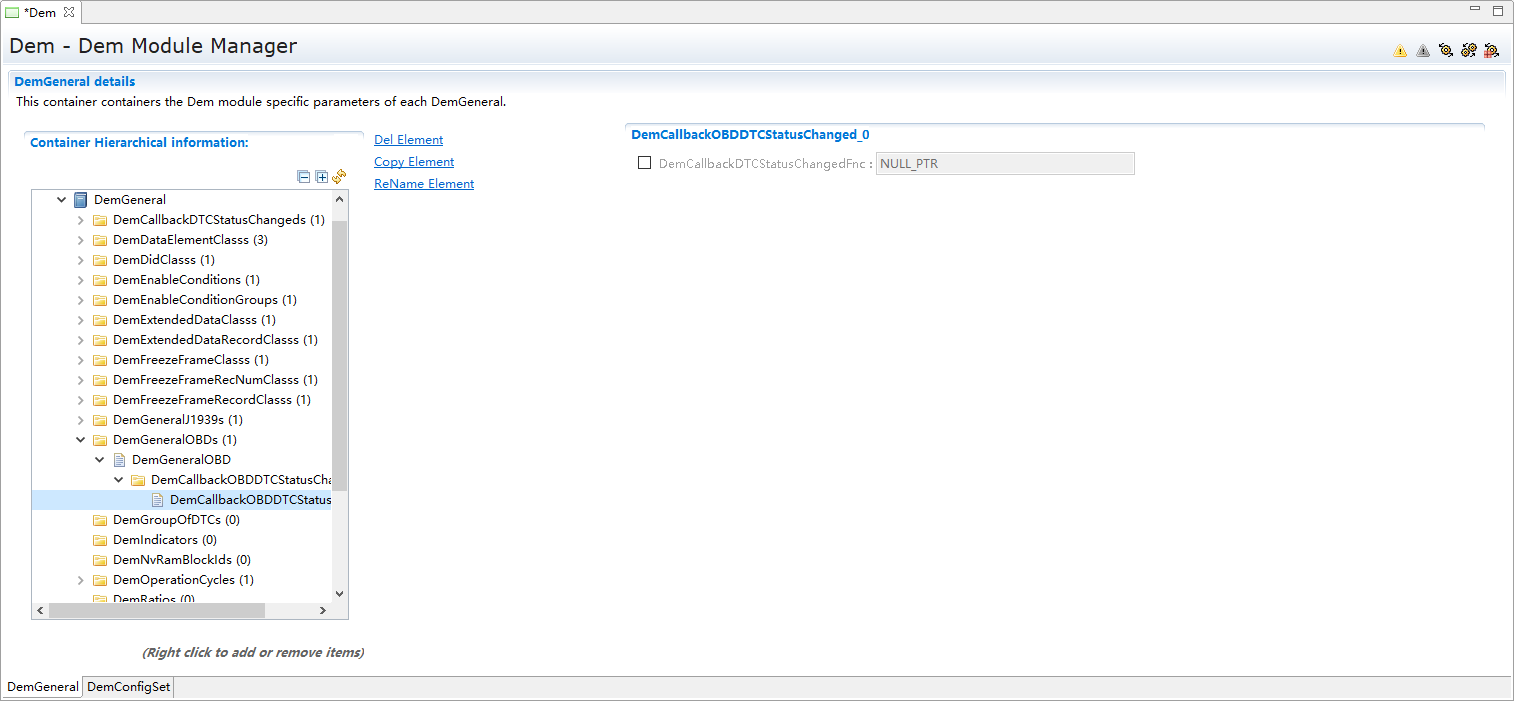 *Dem
Dem - Dem Module Manager
DemGeneral details
This container containers the Dem module specific parameters of each DemGeneral.
Container Hierarchical information:
DemGeneral
DemCallbackDTCStatusChangeds (1)
DemDataElementClasss (3)
DemDidClasss (1)
DemEnableConditions (1)
DemEnableConditionGroups (1)
DemExtendedDataClasss (1)
DemExtendedDataRecordClasss (1)
DemFreezeFrameClasss (1)
DemFreezeFrameRecNumClasss (1)
DemFreezeFrameRecordClasss (1)
DemGeneralJ1939s (1)
DemGeneralOBDs (1)
DemGeneralOBD
DemCallbackOBDDTCStatusCha
DemCallbackOBDDTCStatus
DemGroupOfDTCs (0)
DemIndicators (0)
DemNvRamBlockIds (0)
DemOperationCycles (1)
DemRatios (0)
(Right click to add or remove items)
Del Element
Copy Element
ReName Element
DemCallbackOBDDTCStatusChanged_0
DemCallbackDTCStatusChangedFnc : NULL_PTR
DemGeneral DemConfigSet